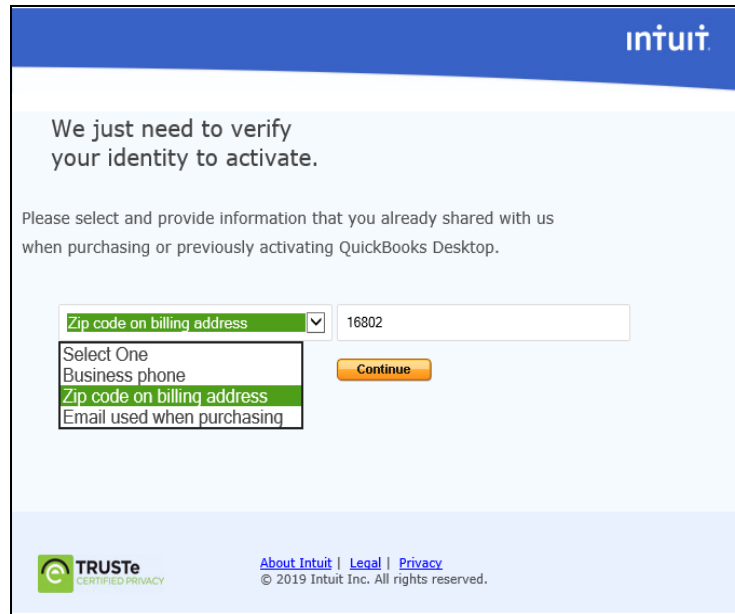 intuit.
We just need to verify
your identity to activate.
Please select and provide information that you already shared with us
when purchasing or previously activating QuickBooks Desktop.
Zip code on billing address 16802
Select One
Business phone
Zip code on billing address
Email used when purchasing
Continue
TRUSTe
CERTIFIED PRIVACY
About Intuit | Legal | Privacy
© 2019 Intuit Inc. All rights reserved.